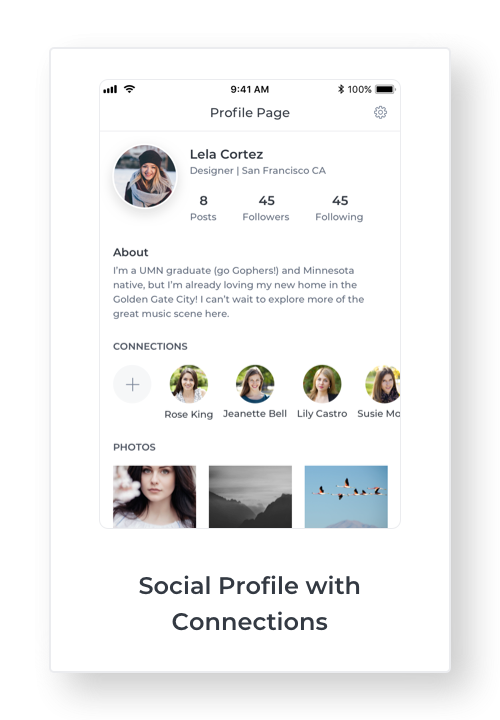 9:41 AM
100%
Profile Page
Lela Cortez
Designer | San Francisco CA
8 45 45
Posts Followers Following
About
I’m a UMN graduate (go Gophers!) and Minnesota
native, but I’m already loving my new home in the
Golden Gate City! I can’t wait to explore more of the
great music scene here.
CONNECTIONS
Rose King Jeanette Bell Lily Castro Susie Mo
PHOTOS
Social Profile with
Connections